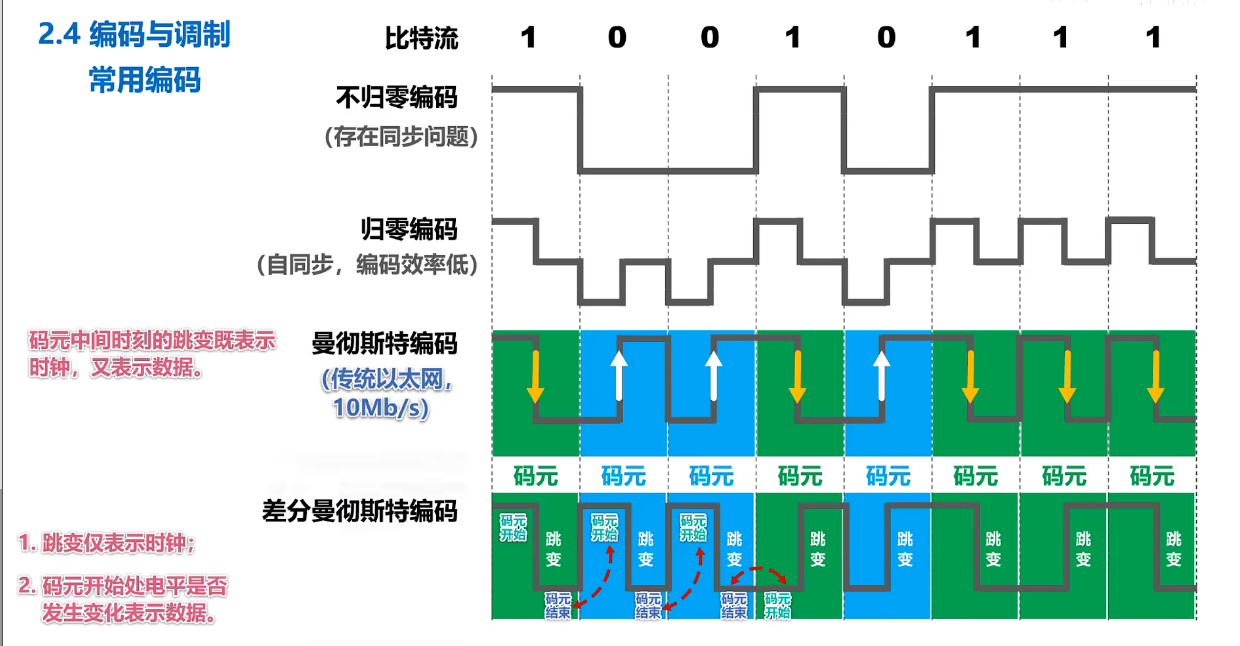 2.4 编码与调制
常用编码
比特流 1 0 0 1 0 1 1 1
不归零编码
(存在同步问题)
归零编码
(自同步，编码效率低)
码元中间时刻的跳变既表示
时钟，又表示数据。
曼彻斯特编码
(传统以太网，
10Mb/s)
码元 码元 码元 码元 码元 码元 码元 码元
差分曼彻斯特编码
1. 跳变仅表示时钟；
2. 码元开始处电平是否
发生变化表示数据。
码元
开始
跳
变
码元
结束
码元
开始
跳
变
码元
结束
码元
开始
跳
变
码元
结束
码元
开始
跳
变
跳
变
跳
变
跳
变
跳
变